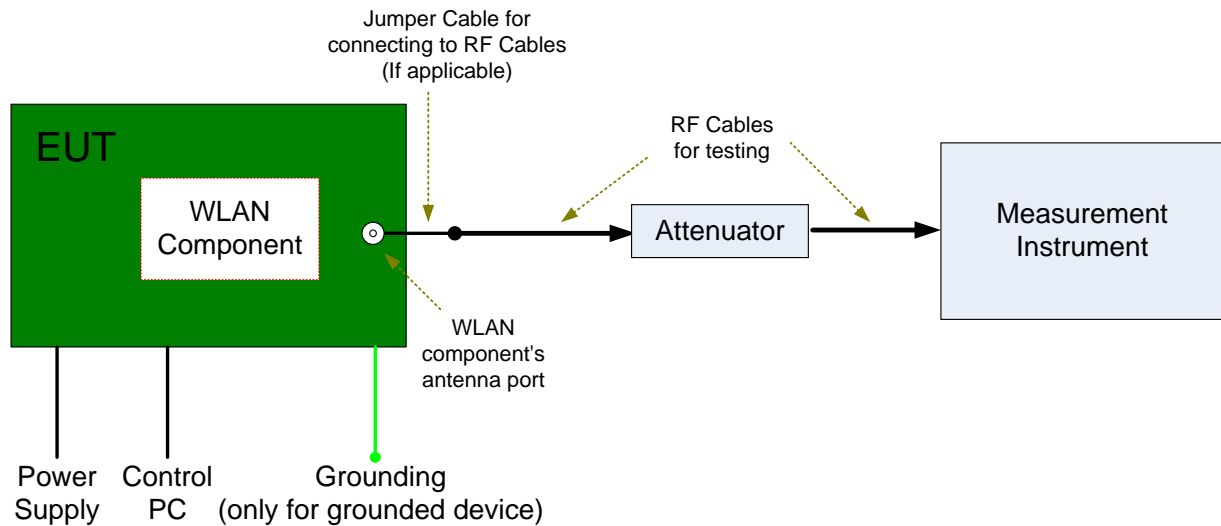 Jumper Cable for
connecting to RF Cables
(If applicable)
EUT
WLAN
Component
RF Cables
for testing
Attenuator
Measurement
Instrument
WLAN
component's
antenna port
Power
Supply
Control
PC
Grounding
(only for grounded device)